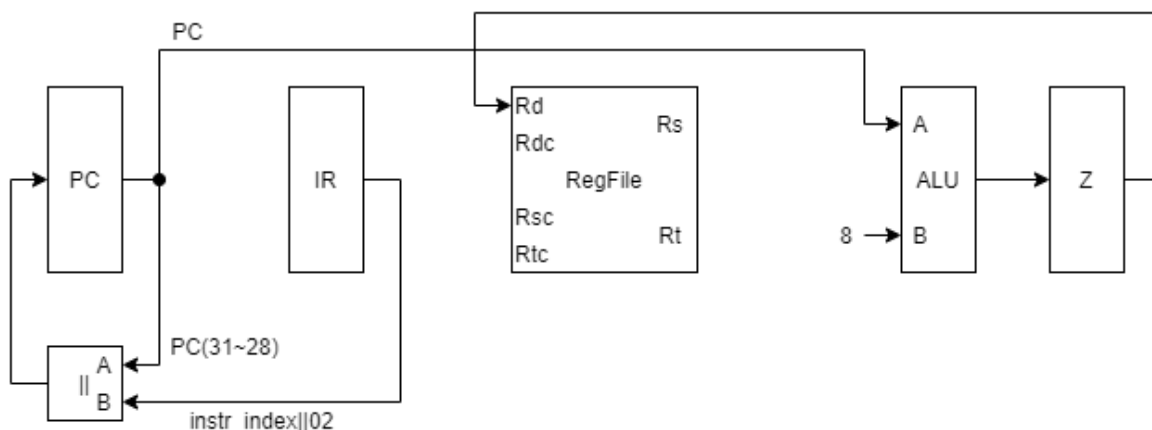 PC
Rd
Rs
A
Rdc
PC
IR
RegFile
ALU
Z
Rsc
Rt
8
B
Rtc
PC(31~28)
A
||
B
instr_index||02